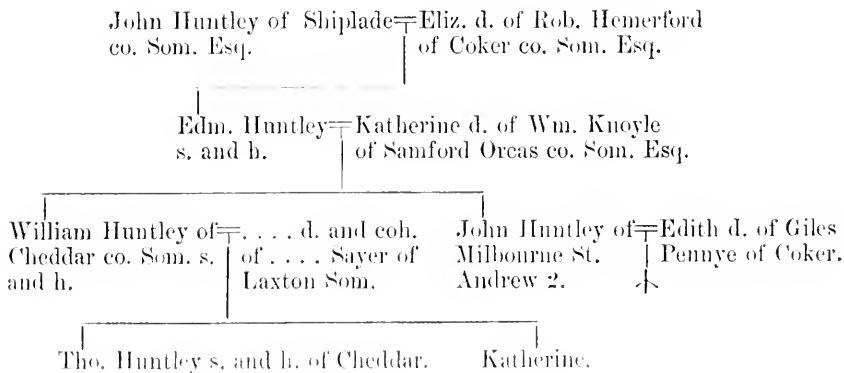 John Huntley of Shiplade=Eliz. d. of Rob. Hemerford
co. Som. Esq. of Coker co. Som. Esq.
Edm. Huntley=Katherine d. of Wm. Knoyle
s. and h. of Samford Orcas co. Som. Esq.
William Huntley of=. . . . d. and coh.
Cheddar co. Som. s. of . . . . Sayer of
and h. Laxton Som.
John Huntley of=Edith d. of Giles
Milbourne St. Pennye of Coker.
Andrew 2.
Tho. Huntley s. and h. of Cheddar. Katherine.